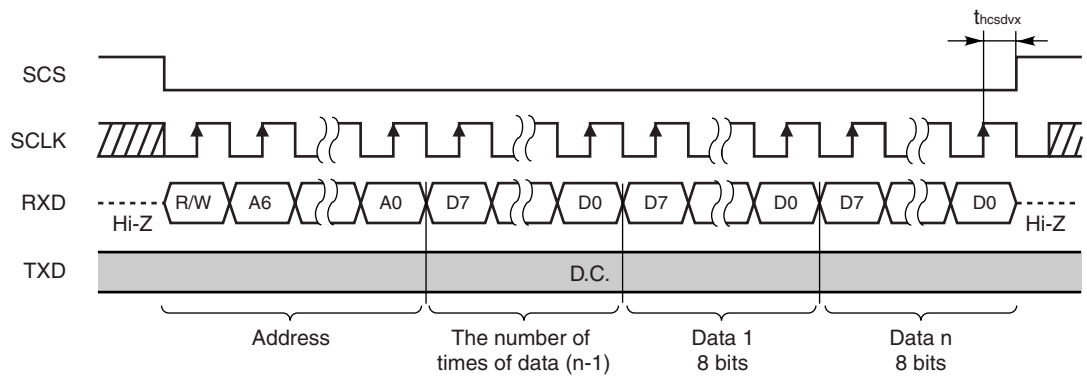 thcsdvx
SCS
SCLK
RXD
R/W A6 A0 D7 D0 D7 D0 D7 D0
Hi-Z Hi-Z
TXD
D.C.
Address
The number of
times of data (n-1)
Data 1
8 bits
Data n
8 bits